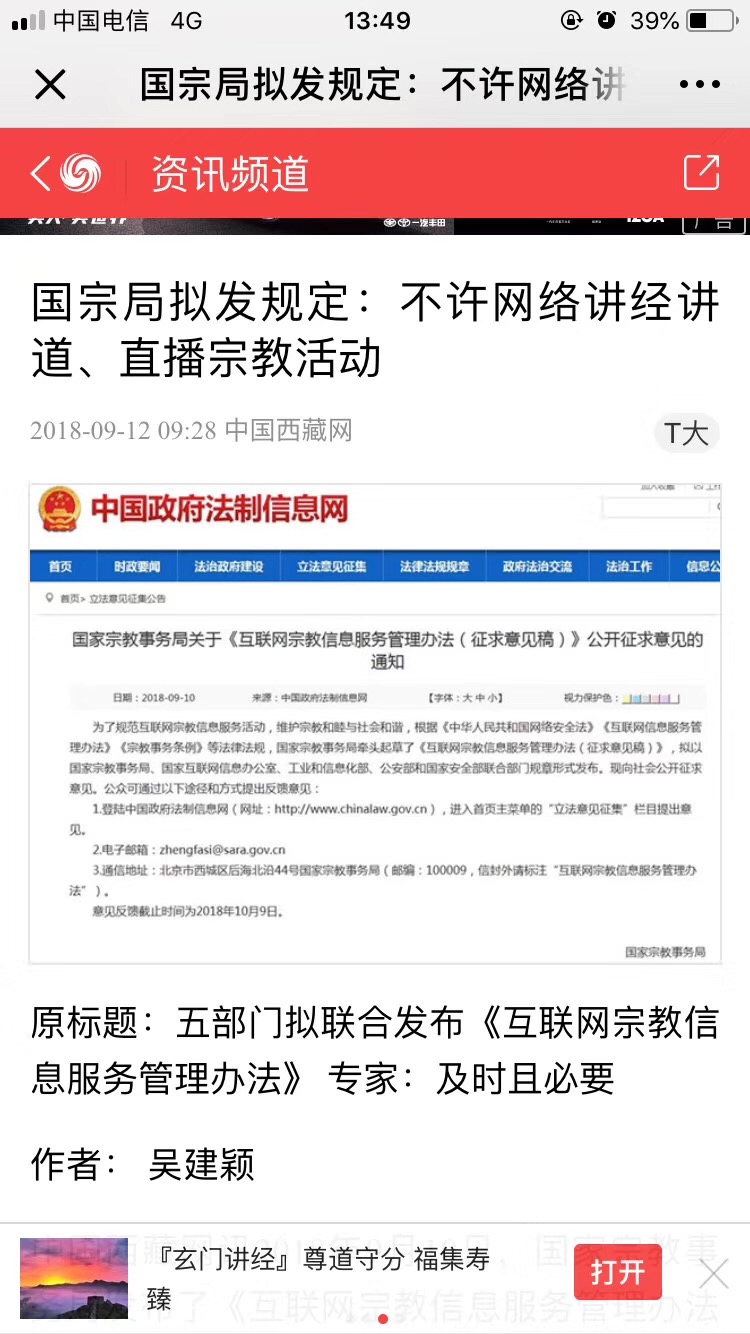 中国电信 4G 13:49 39%
国宗局拟发规定：不许网络讲
资讯频道
一汽丰田
广告
国宗局拟发规定：不许网络讲经讲
道、直播宗教活动
2018-09-12 09:28 中国西藏网
T大
中国政府法制信息网
首页 时政要闻 法治政府建设 立法意见征集 法律法规规章 政府法治交流 法治工作 信息公
首页> 立法意见征集公告
国家宗教事务局关于《互联网宗教信息服务管理办法（征求意见稿）》公开征求意见的
通知
日期：2018-09-10 来源：中国政府法制信息网 【字体：大 中 小】 视力保护色：
为了规范互联网宗教信息服务活动，维护宗教和睦与社会和谐，根据《中华人民共和国网络安全法》《互联网信息服务管
理办法》《宗教事务条例》等法律法规，国家宗教事务局牵头起草了《互联网宗教信息服务管理办法（征求意见稿）》，拟以
国家宗教事务局、国家互联网信息办公室、工业和信息化部、公安部和国家安全部联合部门规章形式发布。现向社会公开征求
意见。公众可通过以下途径和方式提出反馈意见：
1.登陆中国政府法制信息网（网址：http://www.chinalaw.gov.cn），进入首页主菜单的“立法意见征集”栏目提出意
见。
2.电子邮箱：zhengfasi@sara.gov.cn
3.通信地址：北京市西城区后海北沿44号国家宗教事务局（邮编：100009，信封外请标注“互联网宗教信息服务管理办
法”）。
意见反馈截止时间为2018年10月9日。
国家宗教事务局
原标题：五部门拟联合发布《互联网宗教信
息服务管理办法》 专家：及时且必要
作者： 吴建颖
『玄门讲经』尊道守分 福集寿
臻
打开